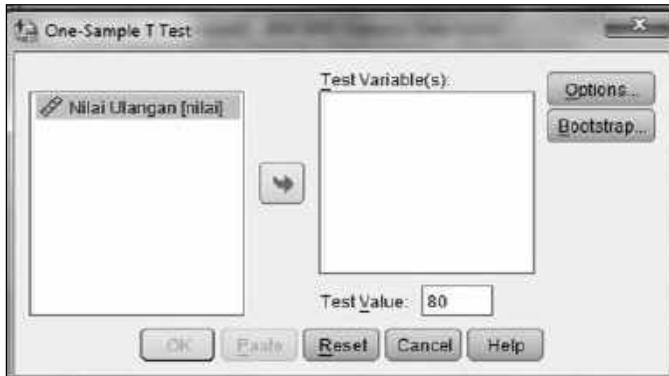 One-Sample T Test
Test Variable(s):
Nilai Ulangan [nilai]
Options...
Bootstrap...
Test Value: 80
OK Paste Reset Cancel Help